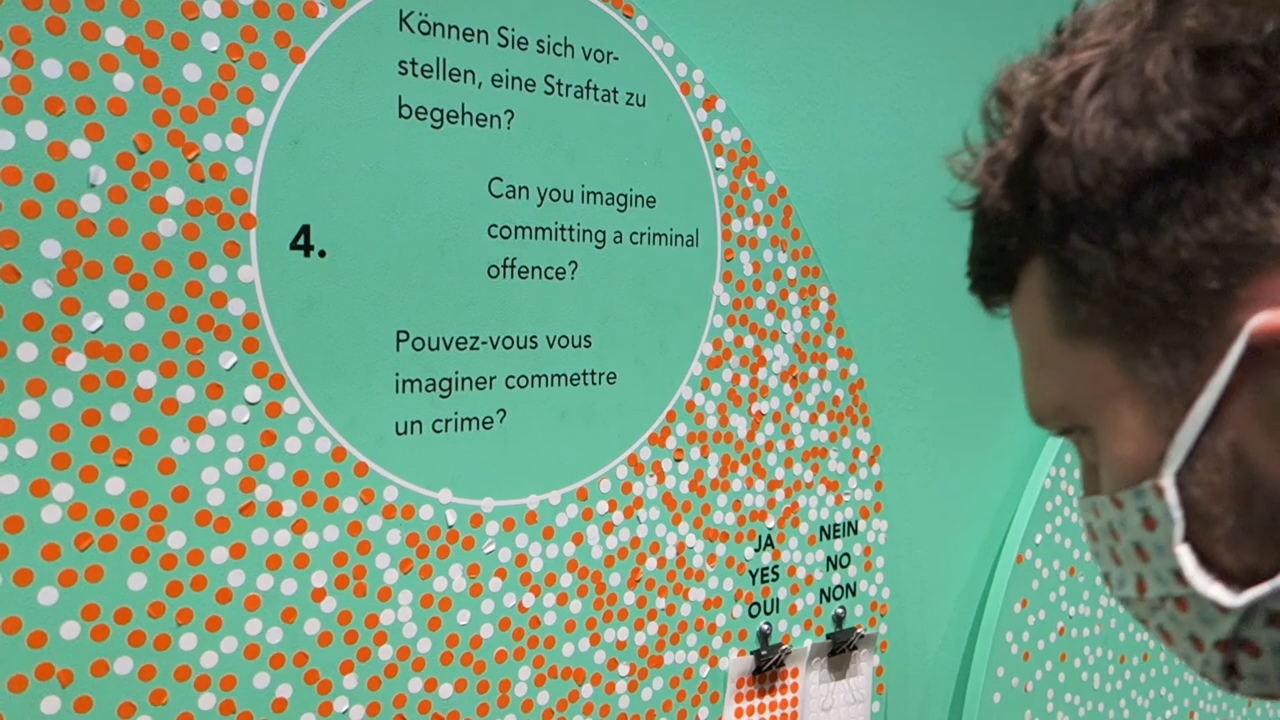 Können Sie sich vor-
stellen, eine Straftat zu
begehen?
4.
Can you imagine
committing a criminal
offence?
Pouvez-vous vous
imaginer commettre
un crime?
JA
YES
OUI
NEIN
NO
NON